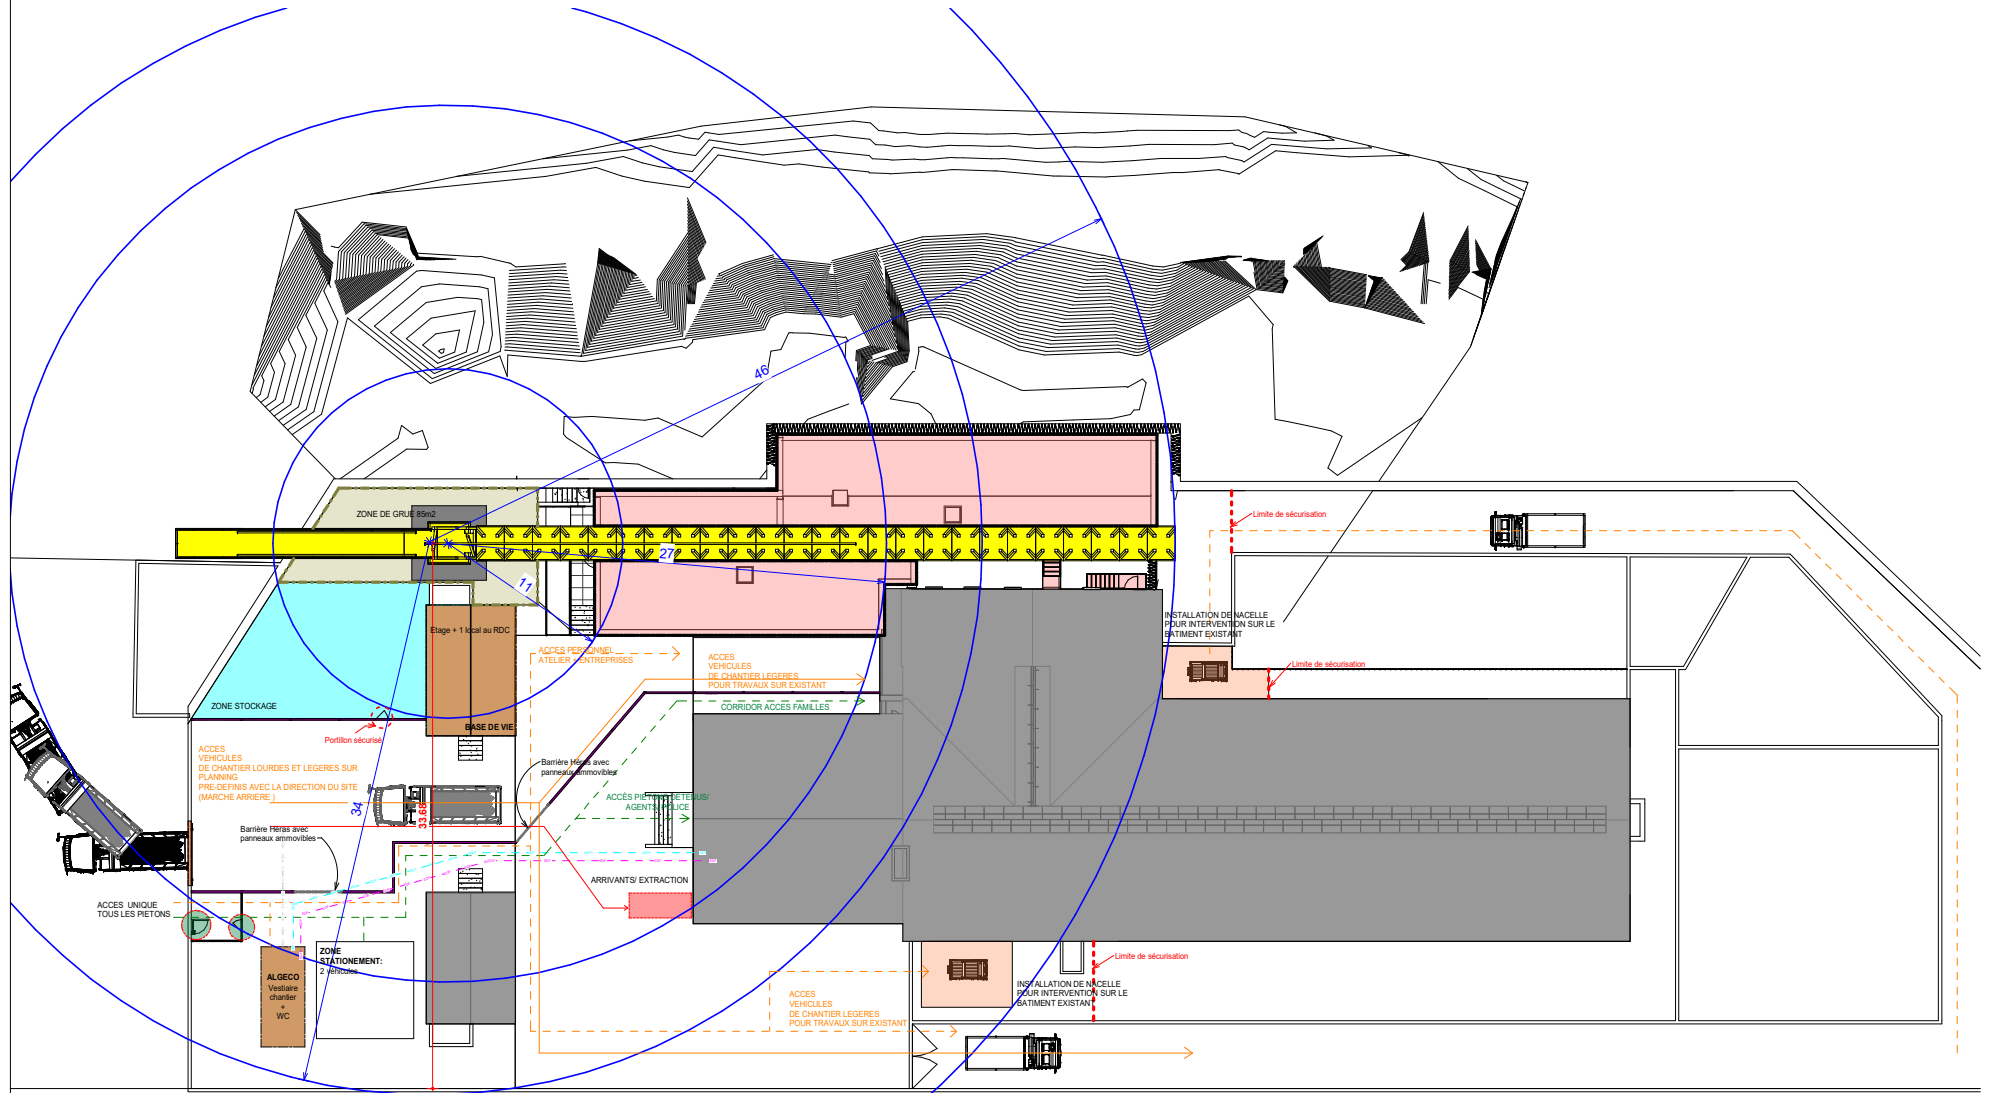 46
ZONE DE GRUE 85m2
27
11
Limite de sécurisation
INSTALLATION DE NACELLE
POUR INTERVENTION SUR LE
BATIMENT EXISTANT
Limite de sécurisation
Etage + 1 local au RDC
ACCES PERSONNEL
ATELIER + ENTREPRISES
ACCES
VEHICULES
DE CHANTIER LEGERES
POUR TRAVAUX SUR EXISTANT
CORRIDOR ACCES FAMILLES
ZONE STOCKAGE
BASE DE VIE
Portillon sécurisé
ACCES
VEHICULES
DE CHANTIER LOURDES ET LEGERES SUR
PLANNING
PRE-DEFINIS AVEC LA DIRECTION DU SITE
(MARCHE ARRIERE )
Barrière Héras avec
panneaux ammovibles
34
33.68
ACCÈS PIETONS DETENUS/
AGENTS/ POLICE
Barrière Héras avec
panneaux ammovibles
ARRIVANTS/ EXTRACTION
ACCES UNIQUE
TOUS LES PIETONS
ZONE
STATIONEMENT:
2 véhicules
ALGECO
Vestiaire
chantier
+
WC
Limite de sécurisation
INSTALLATION DE NACELLE
POUR INTERVENTION SUR LE
BATIMENT EXISTANT
ACCES
VEHICULES
DE CHANTIER LEGERES
POUR TRAVAUX SUR EXISTANT